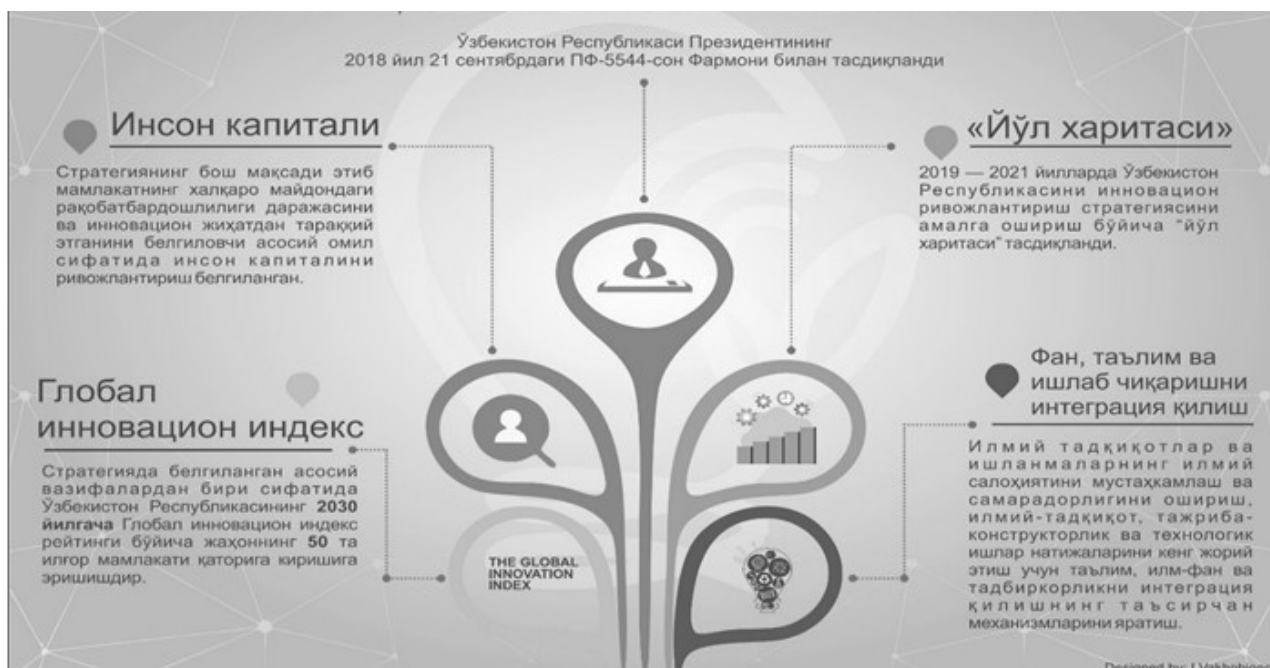 Ўзбекистон Республикаси Президентининг
2018 йил 21 сентябрдаги ПФ-5544-сон Фармони билан тасдиқланди
Инсон капитали
Стратегиянинг бош мақсади этиб
мамлакатнинг халқаро майдондаги
рақобатбардошлилиги даражасини
ва инновацион жиҳатдан тараққий
этганини белгиловчи асосий омил
сифатида инсон капиталини
ривожлантириш белгиланган.
«Йўл харитаси»
2019 — 2021 йилларда Ўзбекистон
Республикасини инновацион
ривожлантириш стратегиясини
амалга ошириш бўйича "йўл
харитаси" тасдиқланди.
Глобал
инновацион индекс
Стратегияда белгиланган асосий
вазифалардан бири сифатида
Ўзбекистон Республикасининг 2030
йилгача Глобал инновацион индекс
рейтинги бўйича жаҳоннинг 50 та
илғор мамлакати қаторига киришига
эришишдир.
THE GLOBAL
INNOVATION
INDEX
Фан, таълим ва
ишлаб чиқаришни
интеграция қилиш
Илмий тадқиқотлар ва
ишланмаларнинг илмий
салоҳиятини мустаҳкамлаш ва
самарадорлигини ошириш,
илмий-тадқиқот, тажриба-
конструкторлик ва технологик
ишлар натижаларини кенг жорий
этиш учун таълим, илм-фан ва
тадбиркорликни интеграция
қилишнинг таъсирчан
механизмларини яратиш.
Designed by: